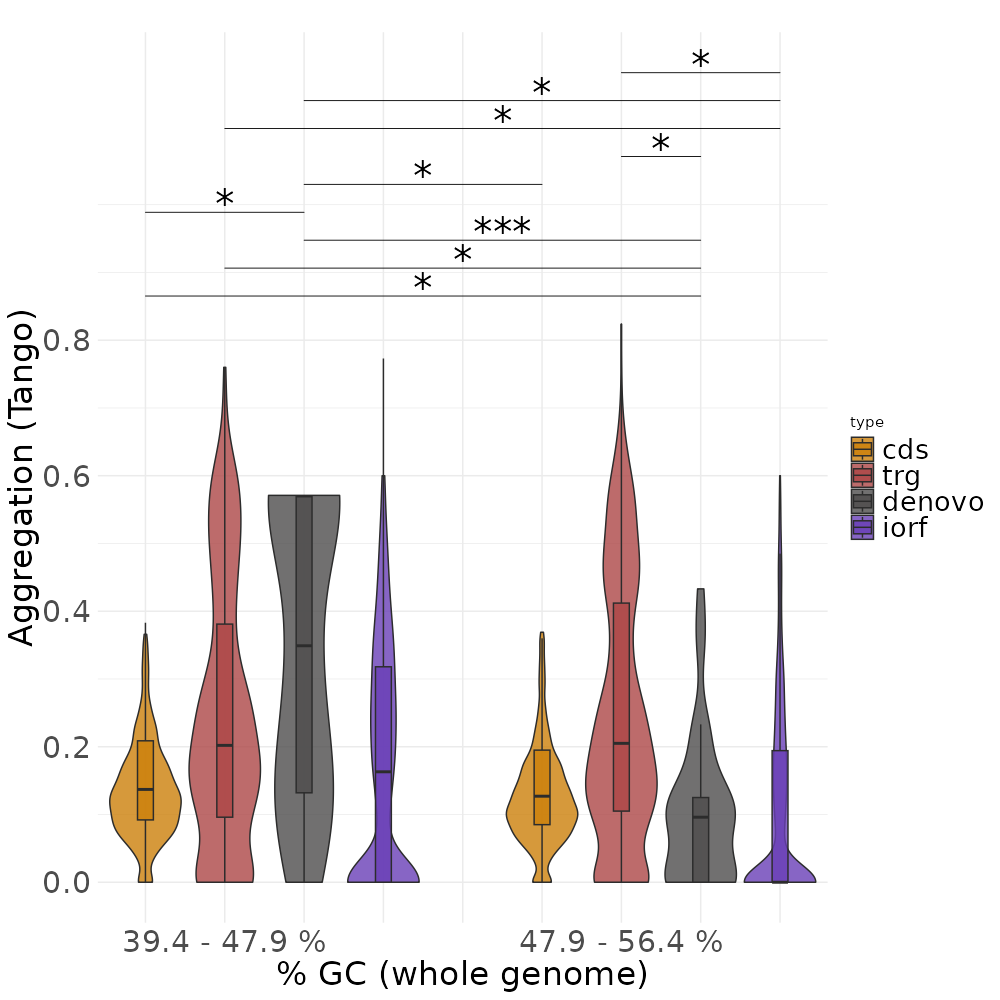 *
*
*
*
*
*
***
*
*
0.8
0.6
0.4
0.2
0.0
Aggregation (Tango)
39.4 - 47.9 %
47.9 - 56.4 %
% GC (whole genome)
type
cds
trg
denovo
iorf